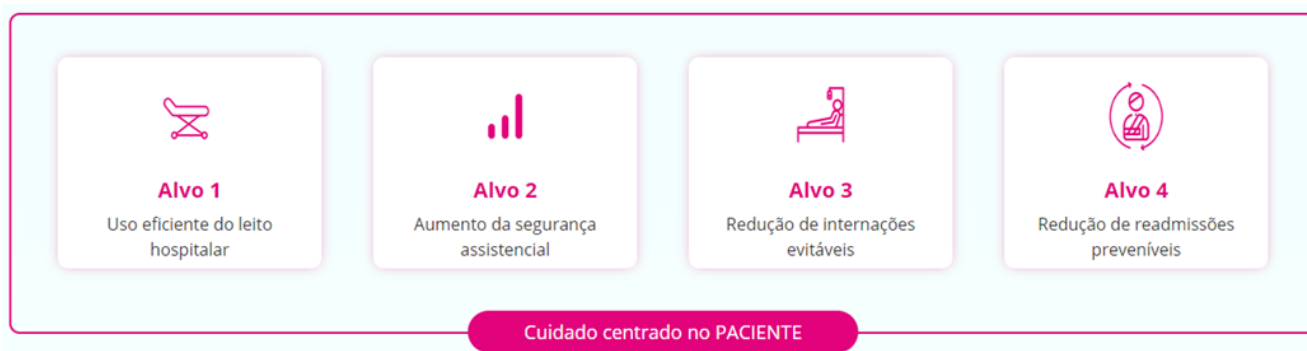 Alvo 1
Uso eficiente do leito
hospitalar
Alvo 2
Aumento da segurança
assistencial
Alvo 3
Redução de internações
evitáveis
Alvo 4
Redução de readmissões
preveníveis
Cuidado centrado no PACIENTE